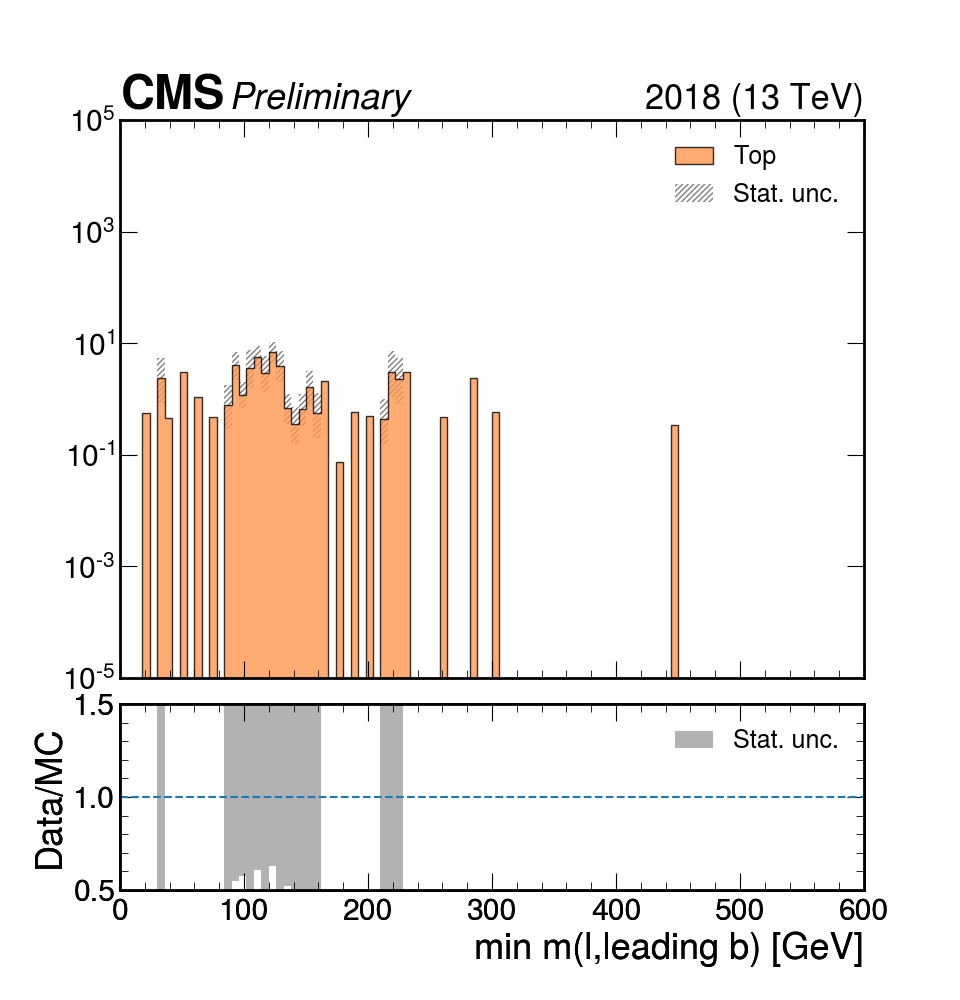 CMS Preliminary 2018 (13 TeV)
10^5
Top
Stat. unc.
10^3
10^1
10^-1
10^-3
10^-5
1.5
Stat. unc.
1.0
Data/MC
0.5
0 100 200 300 400 500 600
min m(l,leading b) [GeV]